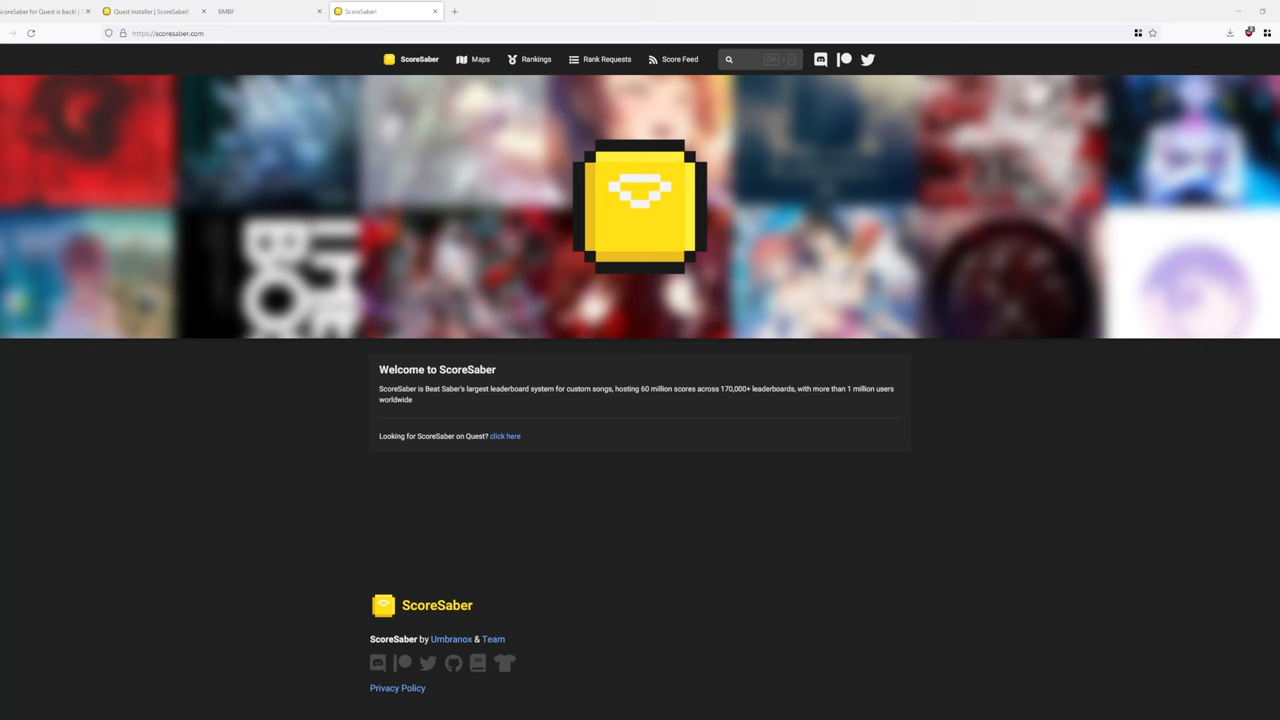 ScoreSaber for Quest is back! |
Quest Installer | ScoreSaber!
BMBF
ScoreSaber!
https://scoresaber.com
ScoreSaber
Maps
Rankings
Rank Requests
Score Feed
Ctrl + /
Welcome to ScoreSaber
ScoreSaber is Beat Saber's largest leaderboard system for custom songs, hosting 60 million scores across 170,000+ leaderboards, with more than 1 million users
worldwide
Looking for ScoreSaber on Quest? click here
ScoreSaber
ScoreSaber by Umbranox & Team
Privacy Policy